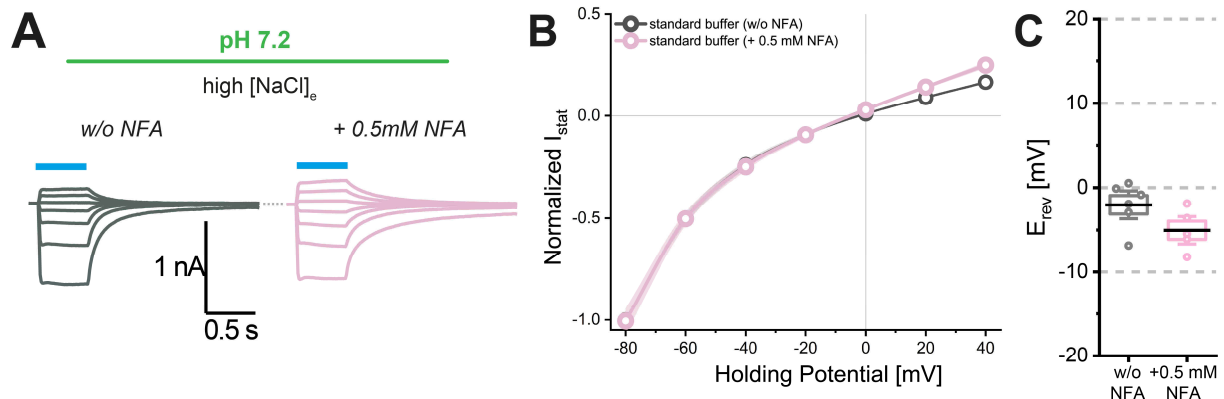 A
pH 7.2
high [NaCl]e
w/o NFA
+ 0.5mM NFA
1 nA
0.5 s
B
standard buffer (w/o NFA)
standard buffer (+ 0.5 mM NFA)
Normalized Istat
0.5
0.0
-0.5
-1.0
-80
-60
-40
-20
0
20
40
Holding Potential [mV]
C
Erev [mV]
20
10
0
-10
-20
w/o
NFA
+0.5 mM
NFA